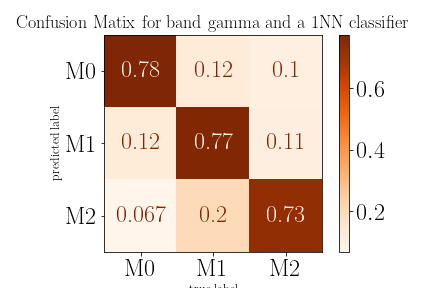 Confusion Matix for band gamma and a 1NN classifier
M0 0.78 0.12 0.1
M1 0.12 0.77 0.11
M2 0.067 0.2 0.73
M0 M1 M2
predicted label
true label
0.6
0.4
0.2